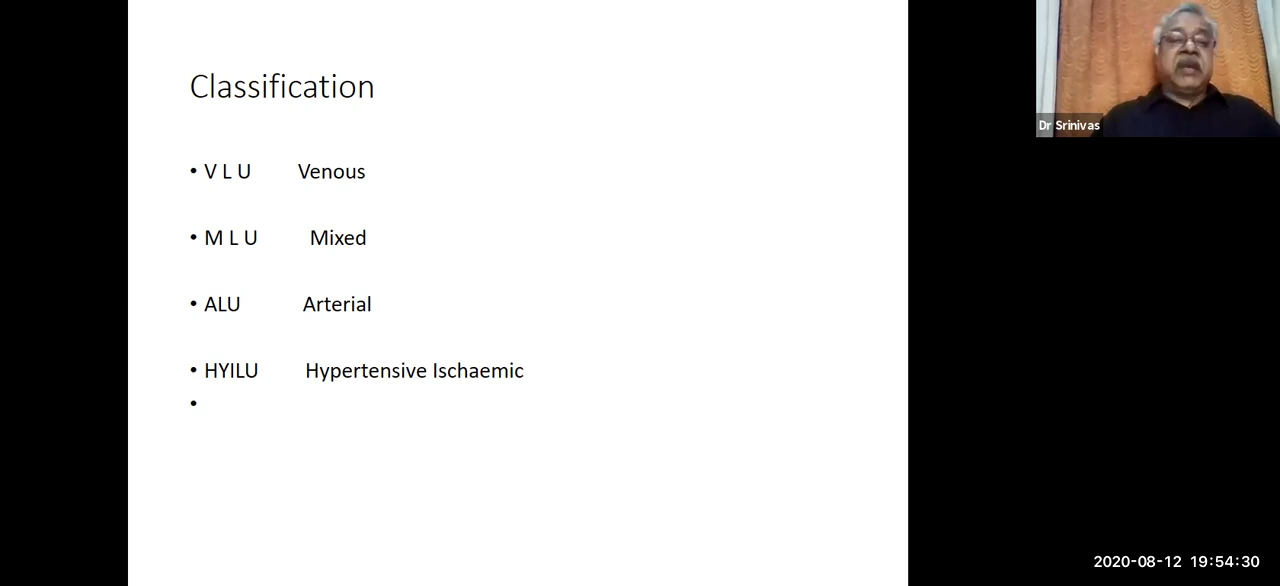 Classification
• V L U Venous
• M L U Mixed
• ALU Arterial
• HYILU Hypertensive Ischaemic
•
Dr Srinivas
2020-08-12 19:54:30